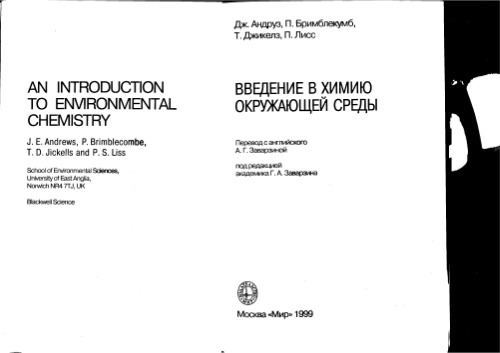 AN INTRODUCTION
TO ENVIRONMENTAL
CHEMISTRY
J. E. Andrews, P. Brimblecombe,
T. D. Jickells and P. S. Liss
School of Environmental Sciences,
University of East Anglia,
Norwich NR4 7TJ, UK
Blackwell Science
Дж. Андруз, П. Бримблекумб,
Т. Джикелз, П. Лисс
ВВЕДЕНИЕ В ХИМИЮ
ОКРУЖАЮЩЕЙ СРЕДЫ
Перевод с английского
А. Г. Заварзиной
под редакцией
академика Г. А. Заварзина
Москва «Мир» 1999